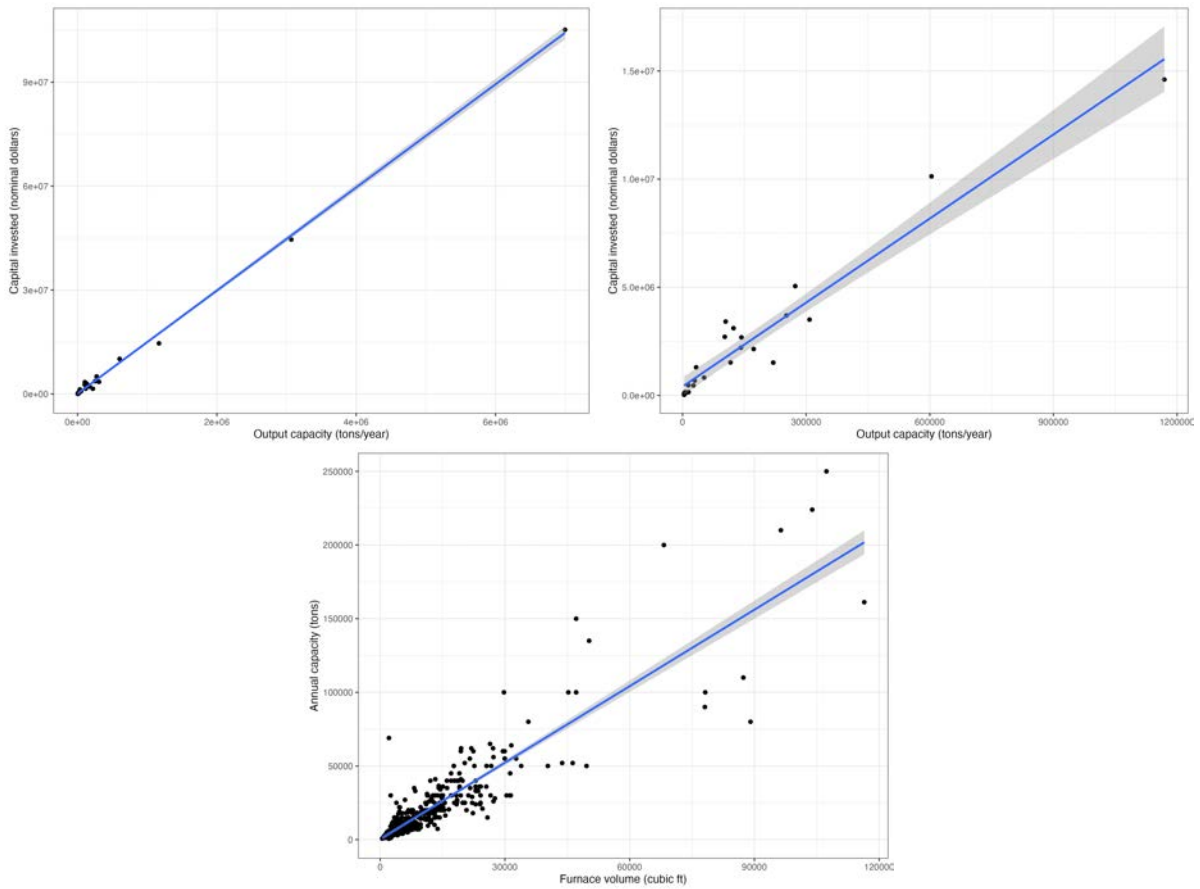 9e+07
6e+07
3e+07
0e+00
Capital invested (nominal dollars)
0e+00 2e+06 4e+06 6e+06
Output capacity (tons/year)
1.5e+07
1.0e+07
5.0e+06
0.0e+00
Capital invested (nominal dollars)
0 300000 600000 900000 1200000
Output capacity (tons/year)
250000
200000
150000
100000
50000
0
Annual capacity (tons)
0 30000 60000 90000 120000
Furnace volume (cubic ft)